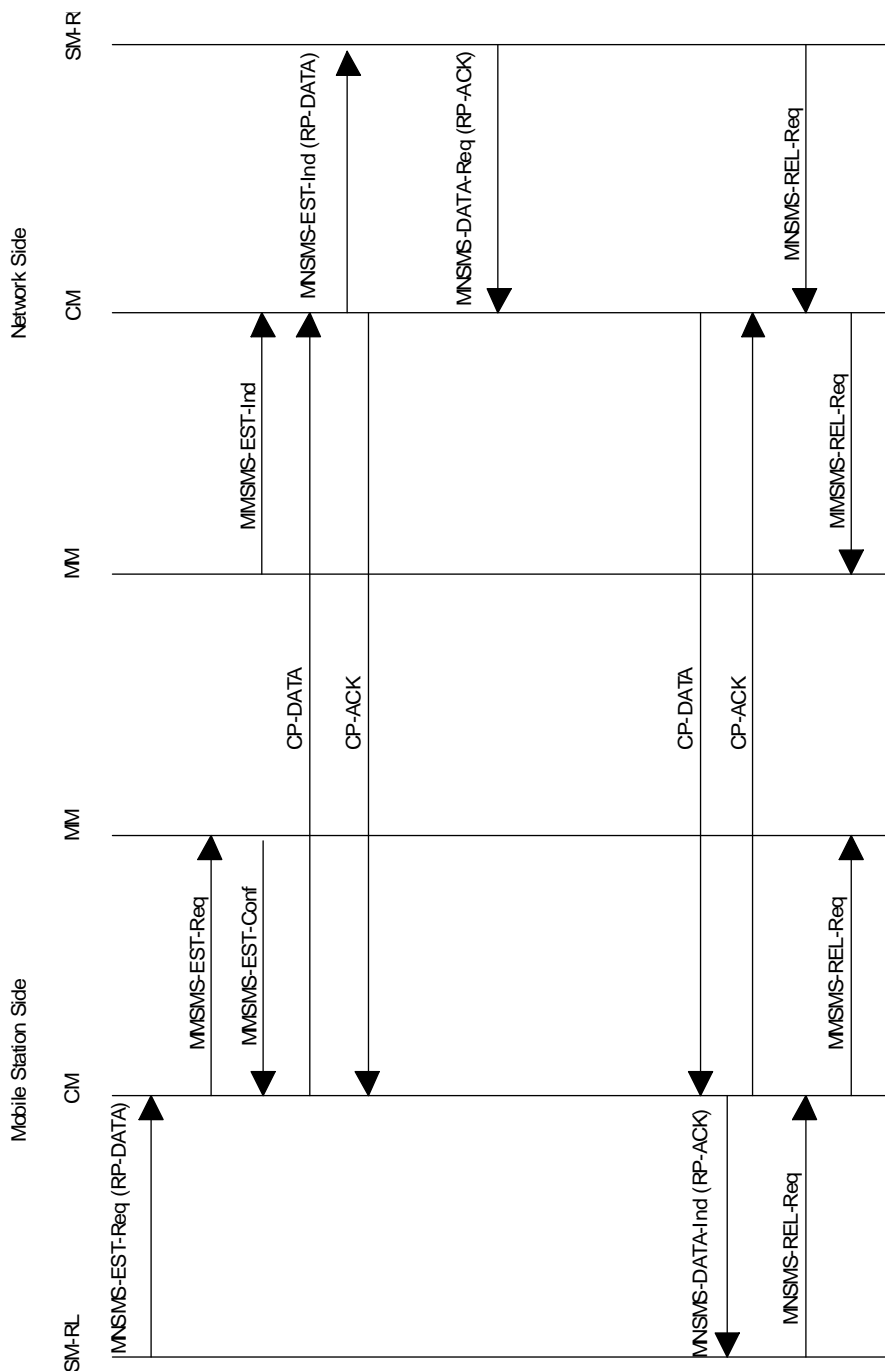 Mobile Station Side
Network Side
SM-RL
CM
MM
MM
CM
SM-R
MNSMS-EST-Req (RP-DATA)
MMSMS-EST-Req
MMSMS-EST-Conf
MMSMS-EST-Ind
CP-DATA
MNSMS-EST-Ind (RP-DATA)
CP-ACK
MNSMS-DATA-Req (RP-ACK)
CP-DATA
MNSMS-DATA-Ind (RP-ACK)
CP-ACK
MNSMS-REL-Req
MNSMS-REL-Req
MMSMS-REL-Req
MMSMS-REL-Req